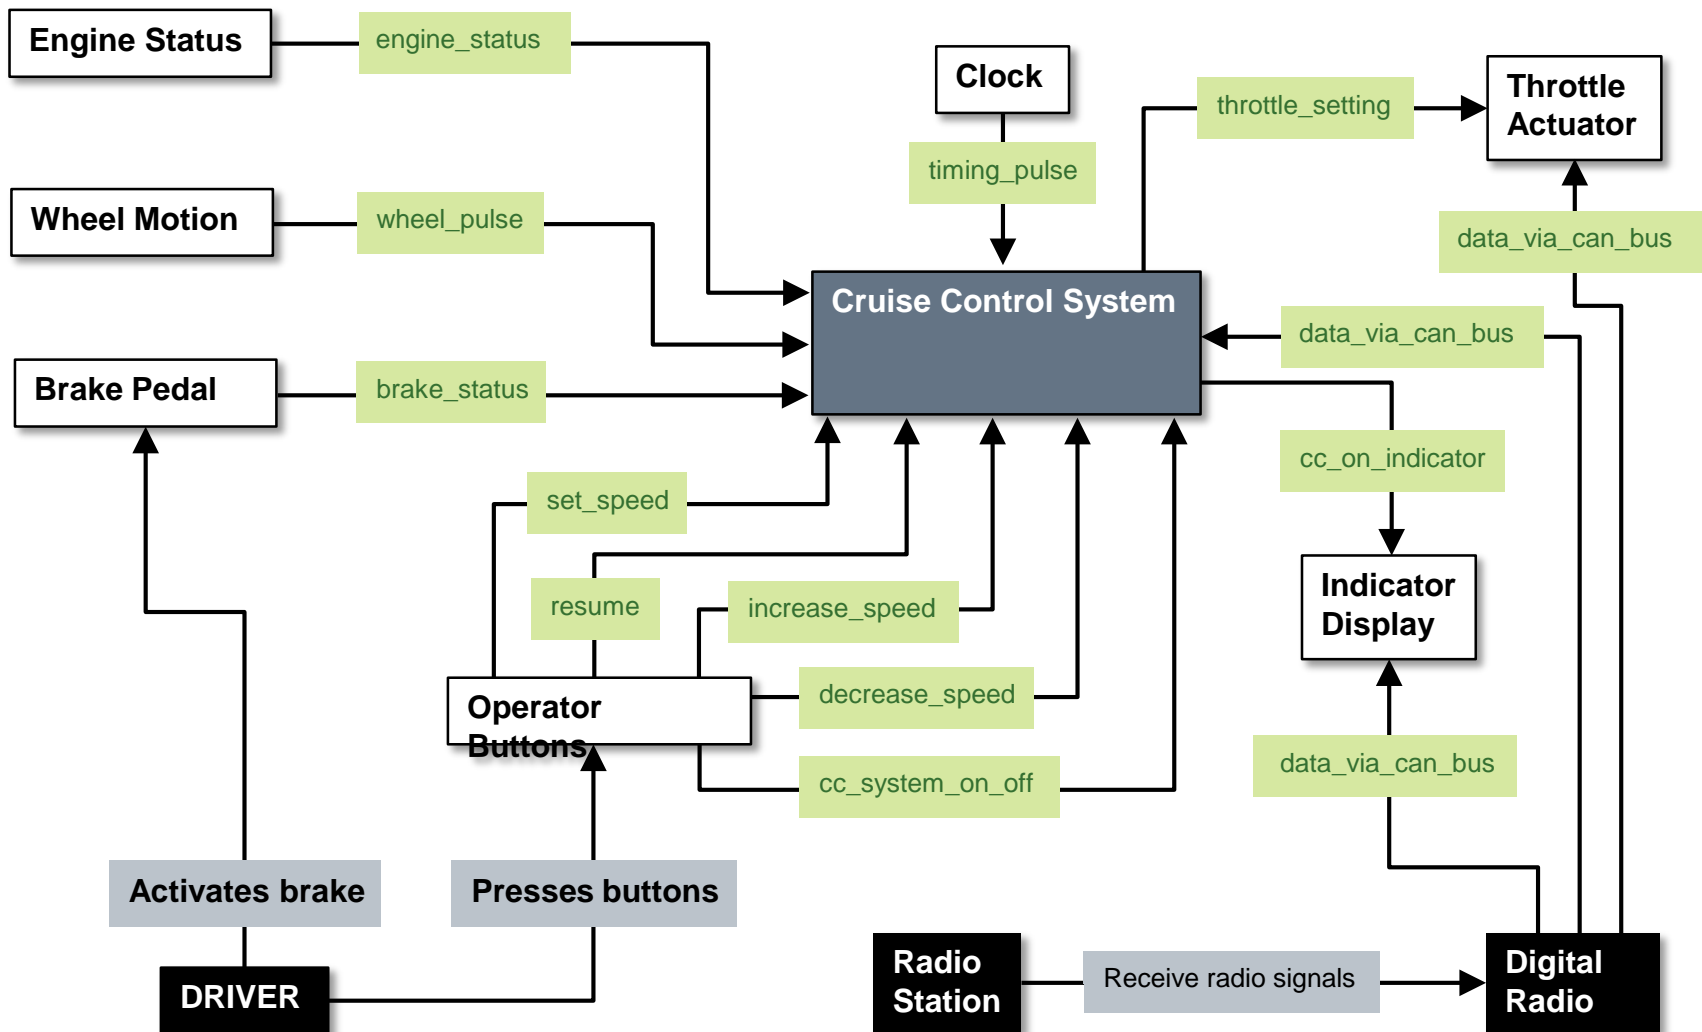 Engine Status
engine_status
Clock
throttle_setting
Throttle
Actuator
timing_pulse
Wheel Motion
wheel_pulse
data_via_can_bus
Cruise Control System
data_via_can_bus
Brake Pedal
brake_status
cc_on_indicator
set_speed
resume
increase_speed
Indicator
Display
decrease_speed
Operator
Buttons
cc_system_on_off
data_via_can_bus
Activates brake
Presses buttons
DRIVER
Radio
Station
Receive radio signals
Digital
Radio